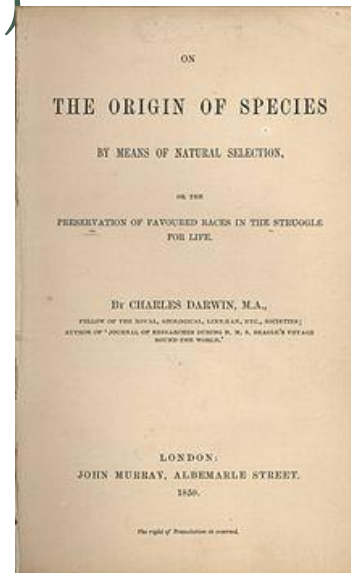 ON
THE ORIGIN OF SPECIES
BY MEANS OF NATURAL SELECTION,
OR THE
PRESERVATION OF FAVOURED RACES IN THE STRUGGLE
FOR LIFE.
BY CHARLES DARWIN, M.A.,
FELLOW OF THE ROYAL, GEOLOGICAL, LINNÆAN, ETC., SOCIETIES;
AUTHOR OF 'JOURNAL OF RESEARCHES DURING H. M. S. BEAGLE'S VOYAGE
ROUND THE WORLD.'
LONDON:
JOHN MURRAY, ALBEMARLE STREET.
1859.
The right of Translation is reserved.